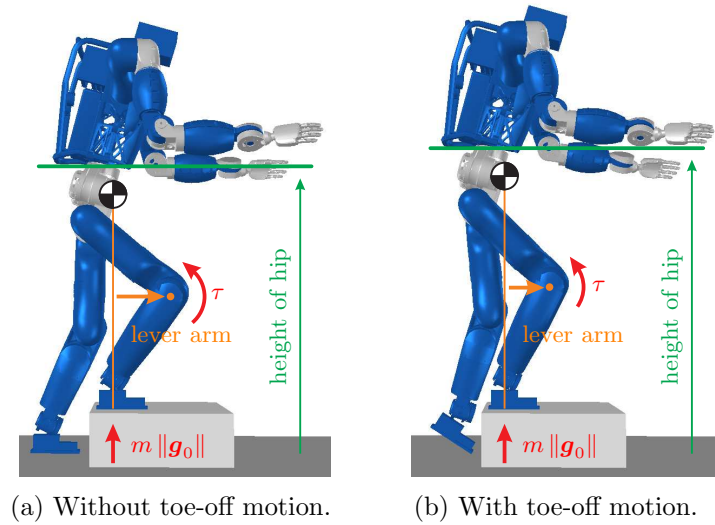 height of hip
τ
lever arm
m ‖g₀‖
(a) Without toe-off motion.
height of hip
τ
lever arm
m ‖g₀‖
(b) With toe-off motion.